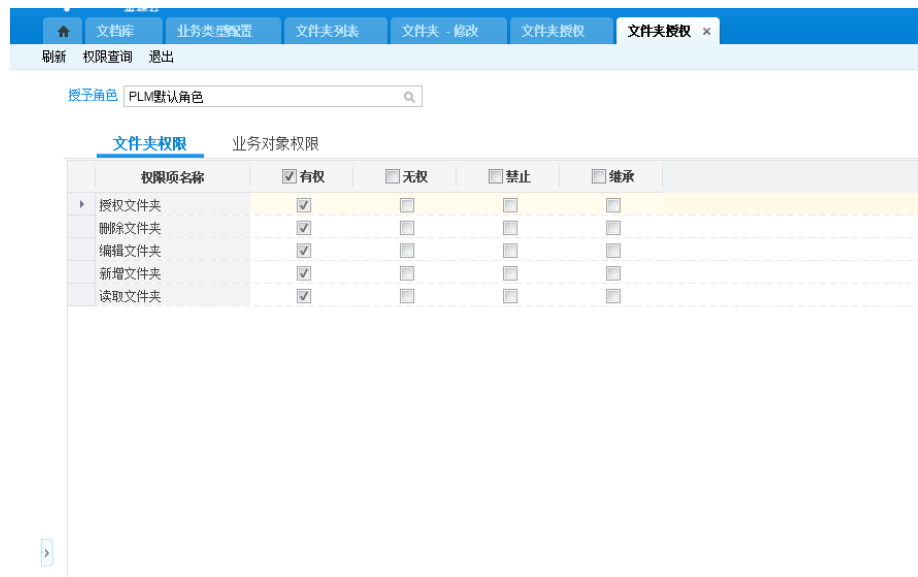 文档库 业务类型配置 文件夹列表 文件夹 - 修改 文件夹授权 文件夹授权 ×
刷新 权限查询 退出
授予角色 PLM默认角色
文件夹权限 业务对象权限
权限项名称 有权 无权 禁止 继承
授权文件夹
删除文件夹
编辑文件夹
新增文件夹
读取文件夹